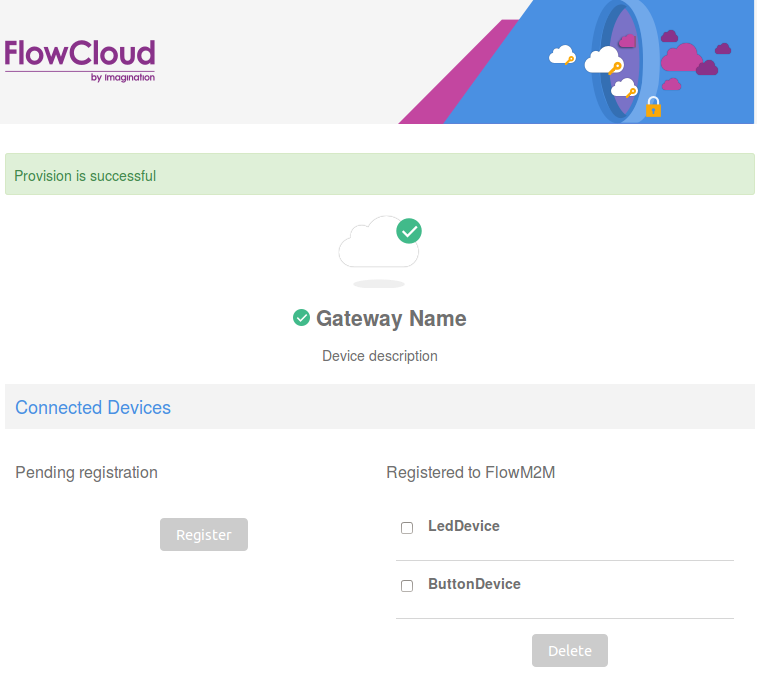 FlowCloud
by Imagination
Provision is successful
Gateway Name
Device description
Connected Devices
Pending registration
Register
Registered to FlowM2M
LedDevice
ButtonDevice
Delete